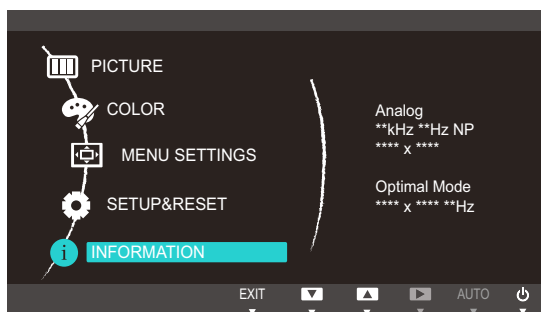 PICTURE
COLOR
MENU SETTINGS
SETUP&RESET
i INFORMATION
Analog
**kHz **Hz NP
**** x ****
Optimal Mode
**** x **** **Hz
EXIT
AUTO